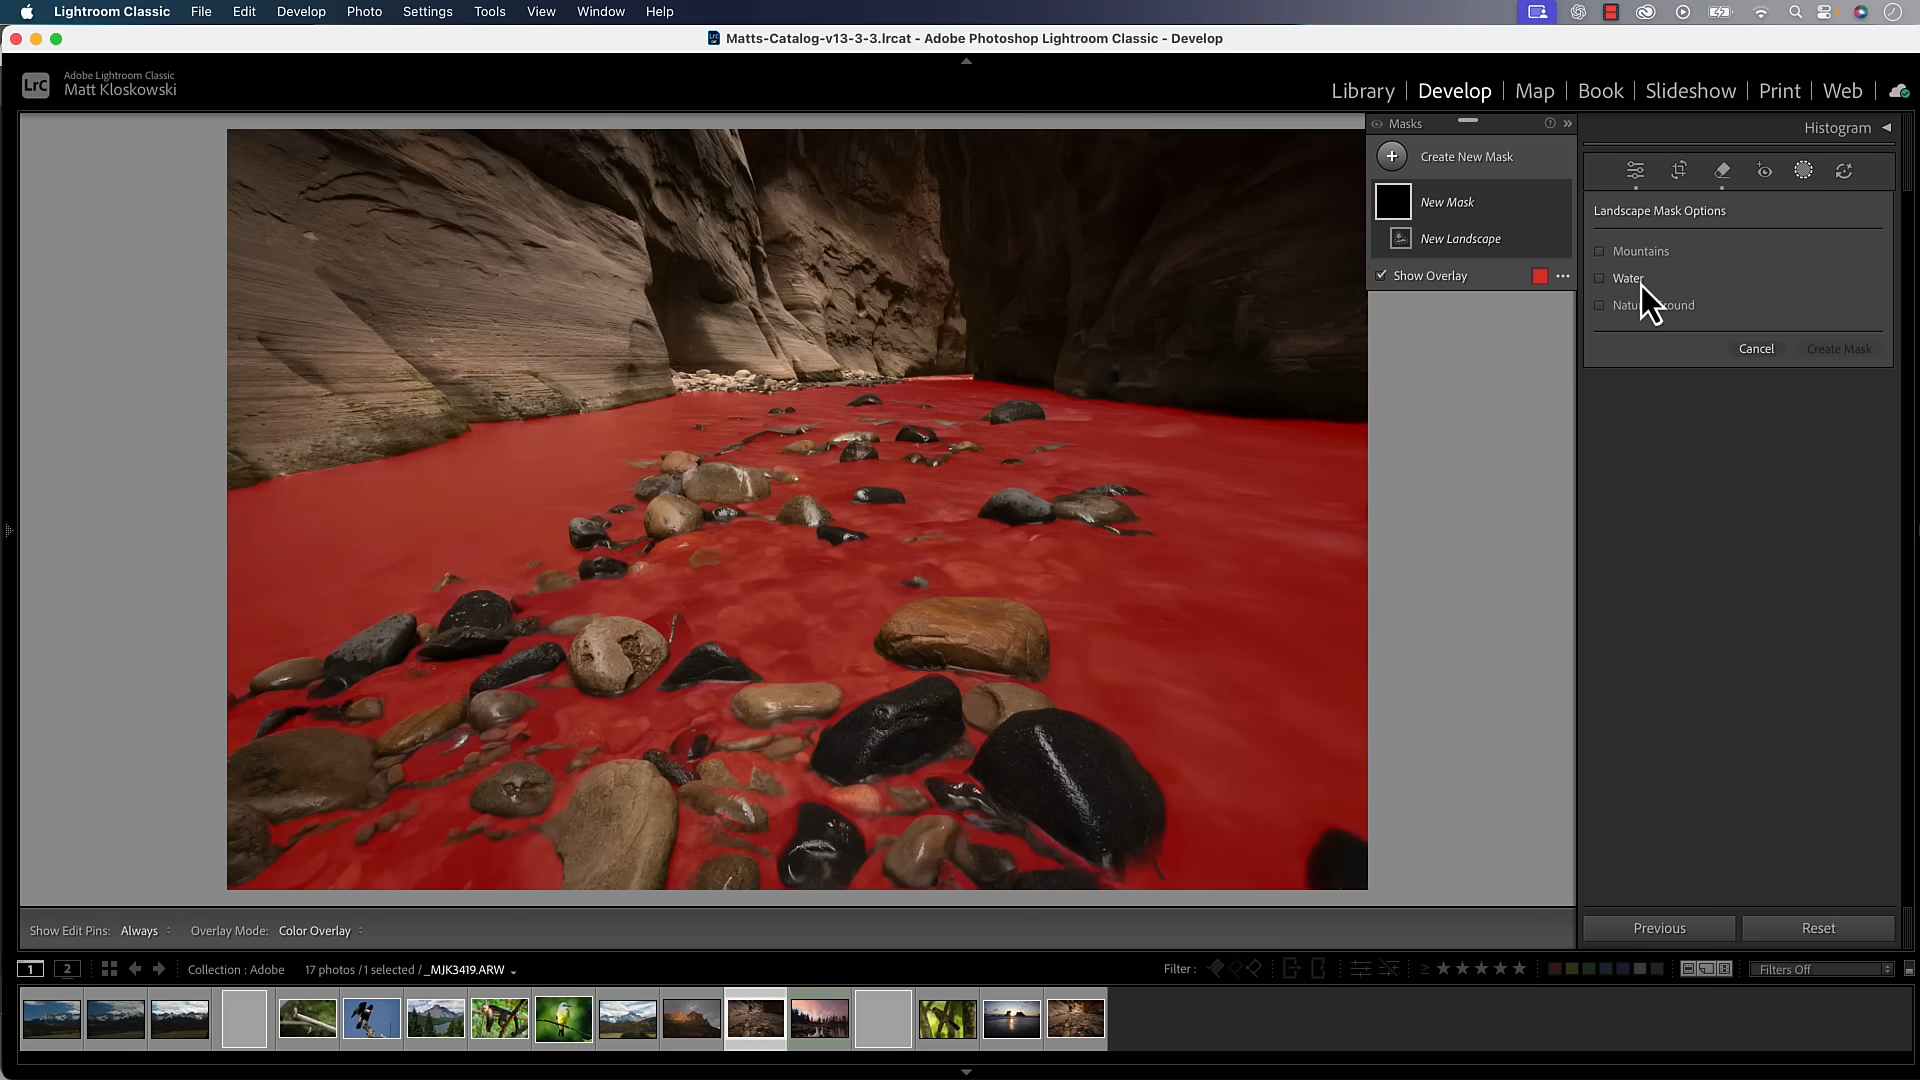 Lightroom Classic File Edit Develop Photo Settings Tools View Window Help
Matts-Catalog-v13-3-3.lrcat - Adobe Photoshop Lightroom Classic - Develop
LrC
Adobe Lightroom Classic
Matt Kloskowski
Library | Develop | Map | Book | Slideshow | Print | Web
Masks
Create New Mask
New Mask
New Landscape
Show Overlay
Histogram
Landscape Mask Options
Mountains
Water
Cancel Create Mask
Previous Reset
Show Edit Pins: Always Overlay Mode: Color Overlay
1 2 Collection : Adobe 17 photos / 1 selected / _MJK3419.ARW Filter : Filters Off